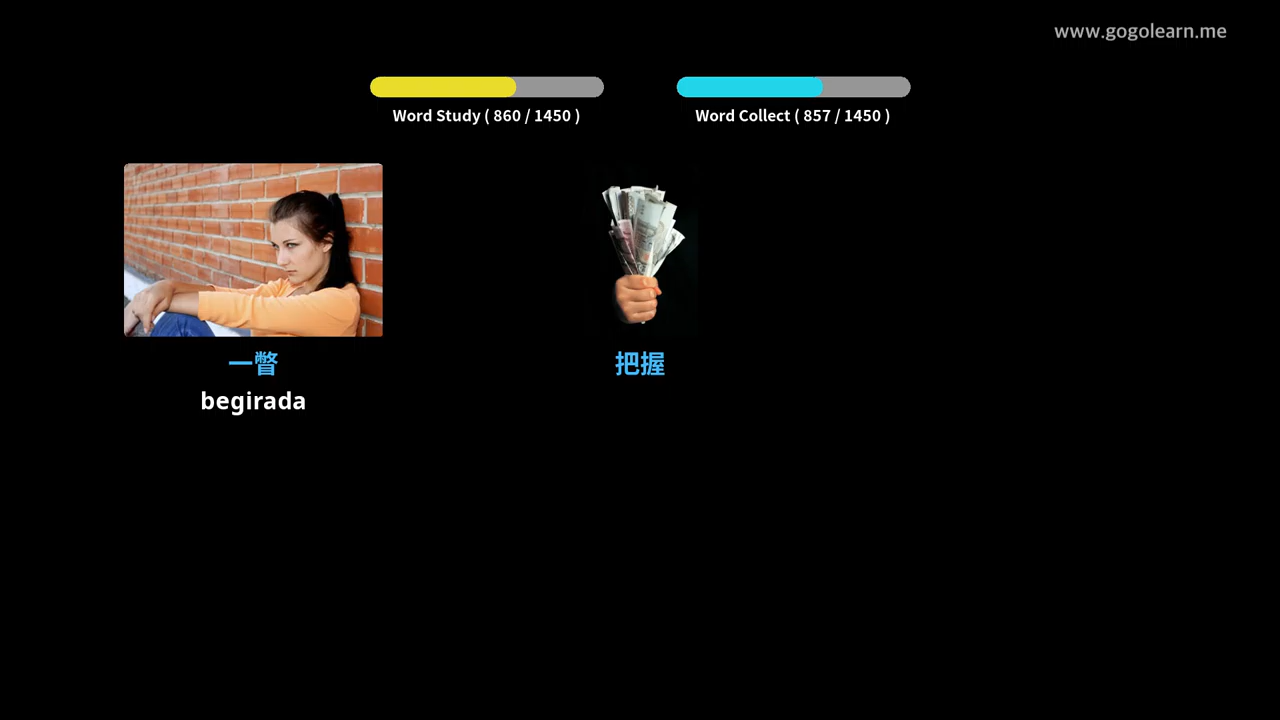 www.gogolearn.me
Word Study ( 860 / 1450 )
Word Collect ( 857 / 1450 )
一瞥
begirada
把握